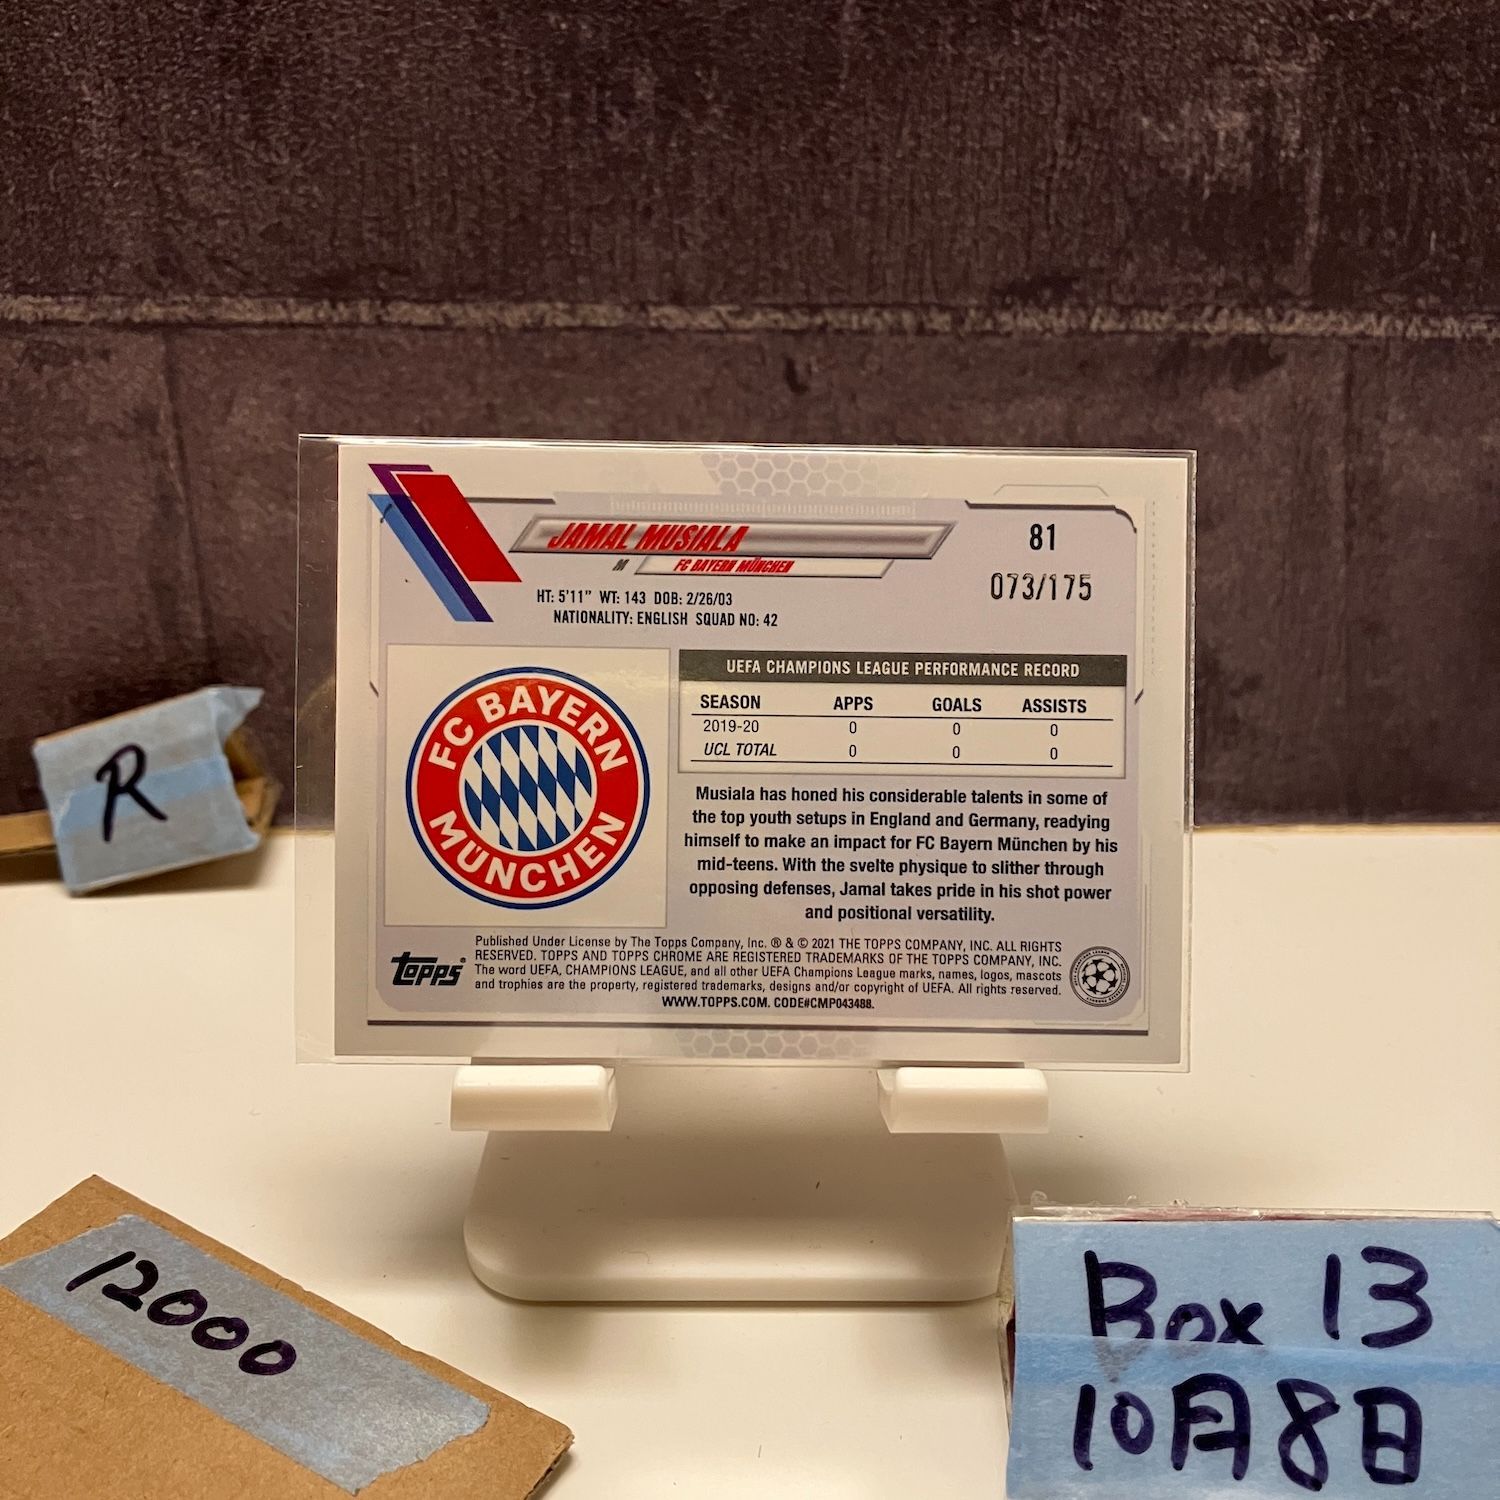 JAMAL MUSIALA
M FC BAYERN MÜNCHEN
81
073/175
HT: 5'11" WT: 143 DOB: 2/26/03
NATIONALITY: ENGLISH SQUAD NO: 42
FC BAYERN
MÜNCHEN
UEFA CHAMPIONS LEAGUE PERFORMANCE RECORD
SEASON APPS GOALS ASSISTS
2019-20 0 0 0
UCL TOTAL 0 0 0
Musiala has honed his considerable talents in some of
the top youth setups in England and Germany, readying
himself to make an impact for FC Bayern München by his
mid-teens. With the svelte physique to slither through
opposing defenses, Jamal takes pride in his shot power
and positional versatility.
topps®
Published Under License by The Topps Company, Inc. ® & © 2021 THE TOPPS COMPANY, INC. ALL RIGHTS
RESERVED. TOPPS AND TOPPS CHROME ARE REGISTERED TRADEMARKS OF THE TOPPS COMPANY, INC.
The word UEFA, CHAMPIONS LEAGUE, and all other UEFA Champions League marks, names, logos, mascots
and trophies are the property, registered trademarks, designs and/or copyright of UEFA. All rights reserved.
WWW.TOPPS.COM. CODE#CMP043488.
R
12000
Box 13
10月8日